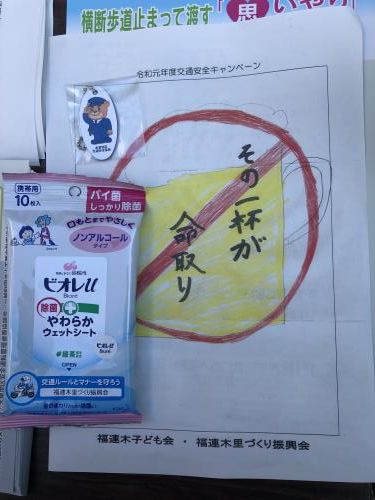 横断歩道止まって渡す「思いやり」
令和元年度交通安全キャンペーン
その一杯が
命取り
携帯用
10枚入
バイ菌
しっかり除菌
口もとまでやさしく
ノンアルコール
タイプ
ビオレu
Bioré
除菌
やわらか
ウェットシート
ビオレu
OPEN
交通ルールとマナーを守ろう
福連木里づくり振興会
福連木子ども会 ・ 福連木里づくり振興会